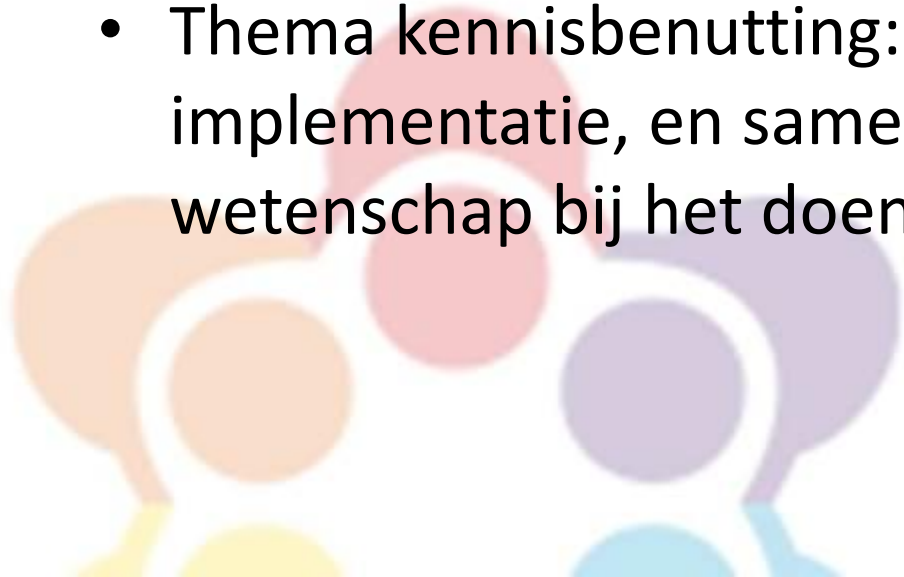 • Thema kennisbenutting:
implementatie, en same
wetenschap bij het doen